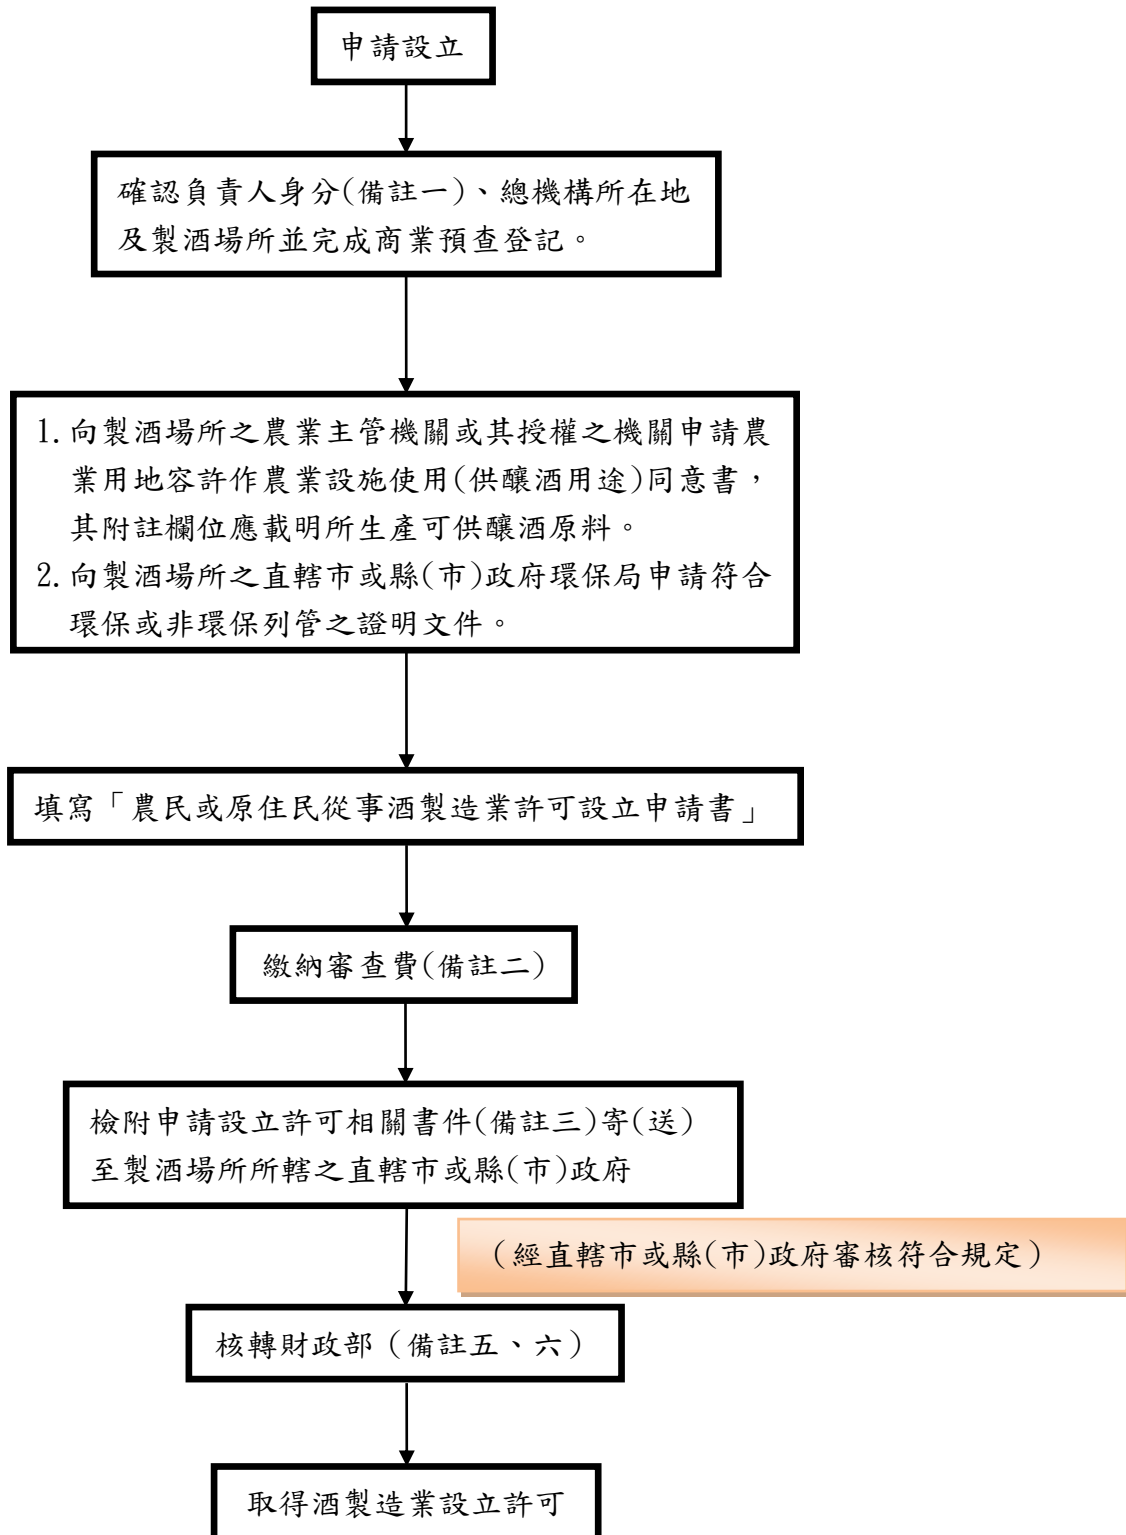 申請設立
確認負責人身分(備註一)、總機構所在地
及製酒場所並完成商業預查登記。
1.向製酒場所之農業主管機關或其授權之機關申請農
業用地容許作農業設施使用(供釀酒用途)同意書，
其附註欄位應載明所生產可供釀酒原料。
2.向製酒場所之直轄市或縣(市)政府環保局申請符合
環保或非環保列管之證明文件。
填寫「農民或原住民從事酒製造業許可設立申請書」
繳納審查費(備註二)
檢附申請設立許可相關書件(備註三)寄(送)
至製酒場所所轄之直轄市或縣(市)政府
（經直轄市或縣(市)政府審核符合規定）
核轉財政部（備註五、六）
取得酒製造業設立許可